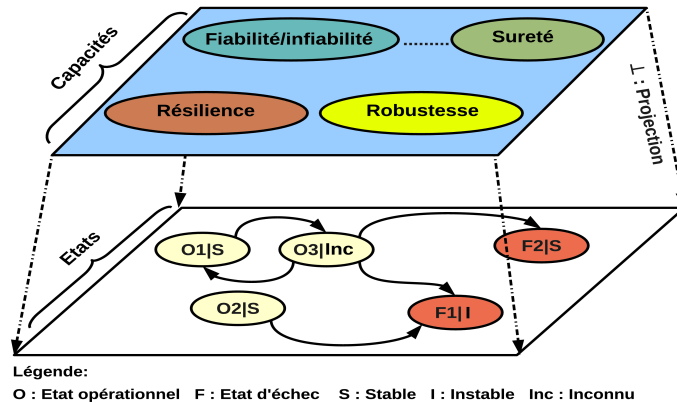 Fiabilité/infiabilité
Sureté
Capacités
Résilience
Robustesse
⊥ : Projection
Etats
O1|S
O3|Inc
F2|S
O2|S
F1|I
Légende:
O : Etat opérationnel F : Etat d'échec S : Stable I : Instable Inc : Inconnu